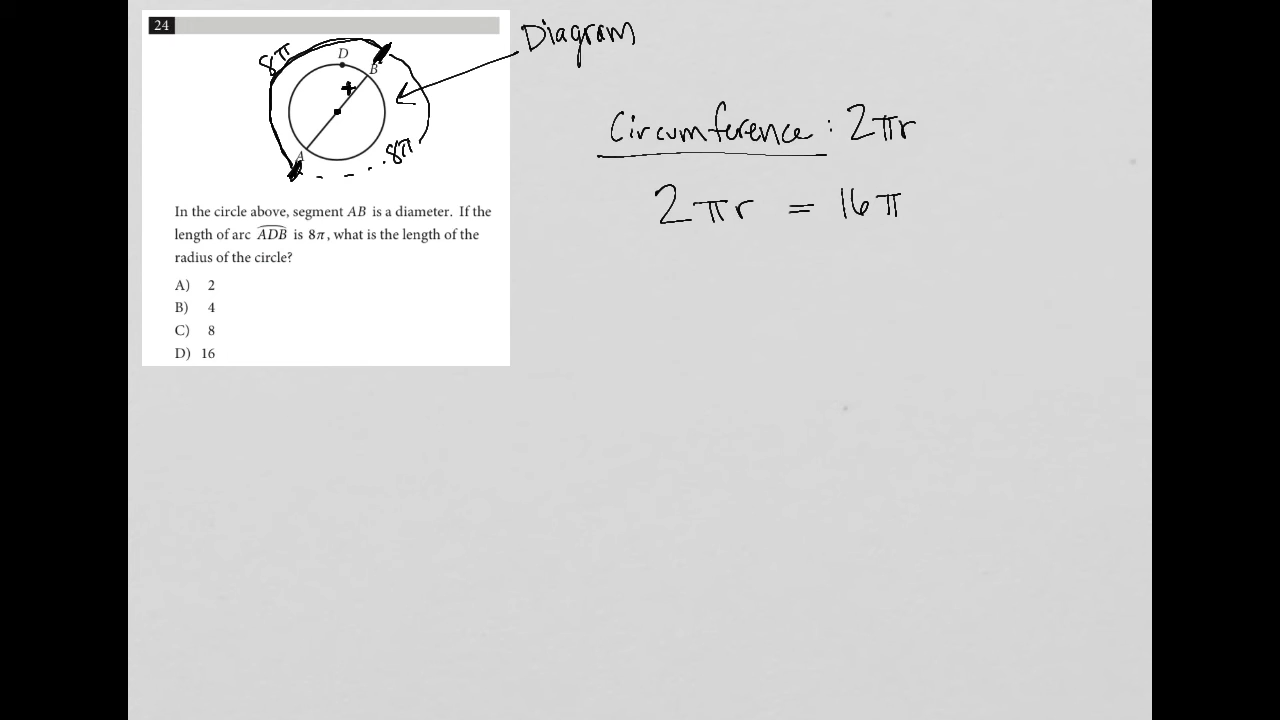 24
Diagram
8π
D
B
+
A
8π
Circumference : 2πr
2πr = 16π
In the circle above, segment AB is a diameter. If the
length of arc ADB is 8π, what is the length of the
radius of the circle?
A) 2
B) 4
C) 8
D) 16